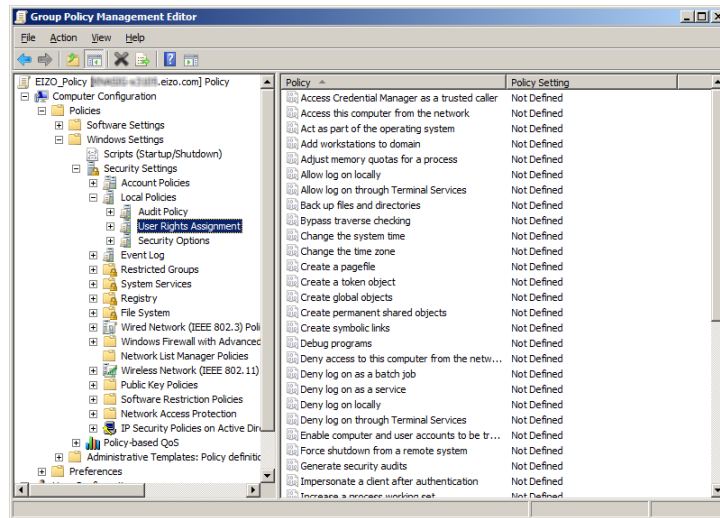 Group Policy Management Editor
File Action View Help
EIZO_Policy .eizo.com] Policy
Computer Configuration
Policies
Software Settings
Windows Settings
Scripts (Startup/Shutdown)
Security Settings
Account Policies
Local Policies
Audit Policy
User Rights Assignment
Security Options
Event Log
Restricted Groups
System Services
Registry
File System
Wired Network (IEEE 802.3) Poli
Windows Firewall with Advanced
Network List Manager Policies
Wireless Network (IEEE 802.11)
Public Key Policies
Software Restriction Policies
Network Access Protection
IP Security Policies on Active Dir
Policy-based QoS
Administrative Templates: Policy definitic
Preferences
Policy Policy Setting
Access Credential Manager as a trusted caller Not Defined
Access this computer from the network Not Defined
Act as part of the operating system Not Defined
Add workstations to domain Not Defined
Adjust memory quotas for a process Not Defined
Allow log on locally Not Defined
Allow log on through Terminal Services Not Defined
Back up files and directories Not Defined
Bypass traverse checking Not Defined
Change the system time Not Defined
Change the time zone Not Defined
Create a pagefile Not Defined
Create a token object Not Defined
Create global objects Not Defined
Create permanent shared objects Not Defined
Create symbolic links Not Defined
Debug programs Not Defined
Deny access to this computer from the netw... Not Defined
Deny log on as a batch job Not Defined
Deny log on as a service Not Defined
Deny log on locally Not Defined
Deny log on through Terminal Services Not Defined
Enable computer and user accounts to be tr... Not Defined
Force shutdown from a remote system Not Defined
Generate security audits Not Defined
Impersonate a client after authentication Not Defined
Increase a process working set Not Defined